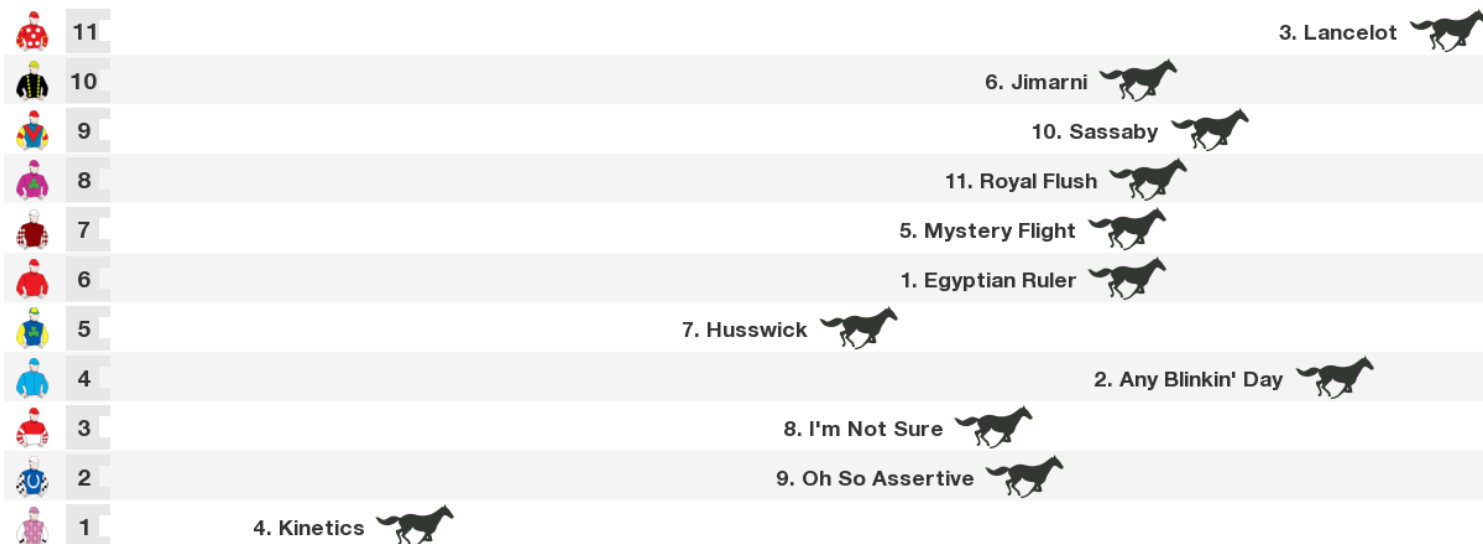 11 3. Lancelot
10 6. Jimarni
9 10. Sassaby
8 11. Royal Flush
7 5. Mystery Flight
6 1. Egyptian Ruler
5 7. Husswick
4 2. Any Blinkin' Day
3 8. I'm Not Sure
2 9. Oh So Assertive
1 4. Kinetics